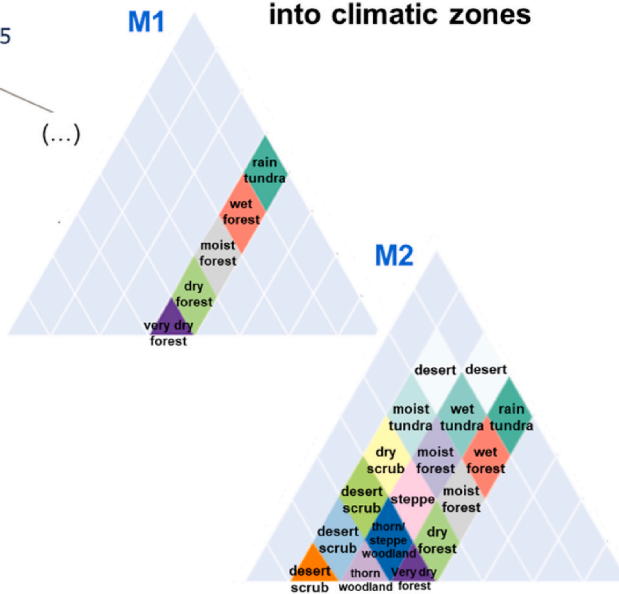 into climatic zones
M1
5
(...)
rain
tundra
wet
forest
moist
forest
dry
forest
very dry
forest
M2
desert
desert
moist
tundra
wet
tundra
rain
tundra
dry
scrub
moist
forest
wet
forest
desert
scrub
steppe
moist
forest
desert
scrub
thorn/
steppe
woodland
dry
forest
desert
scrub
thorn
woodland
Very dry
forest